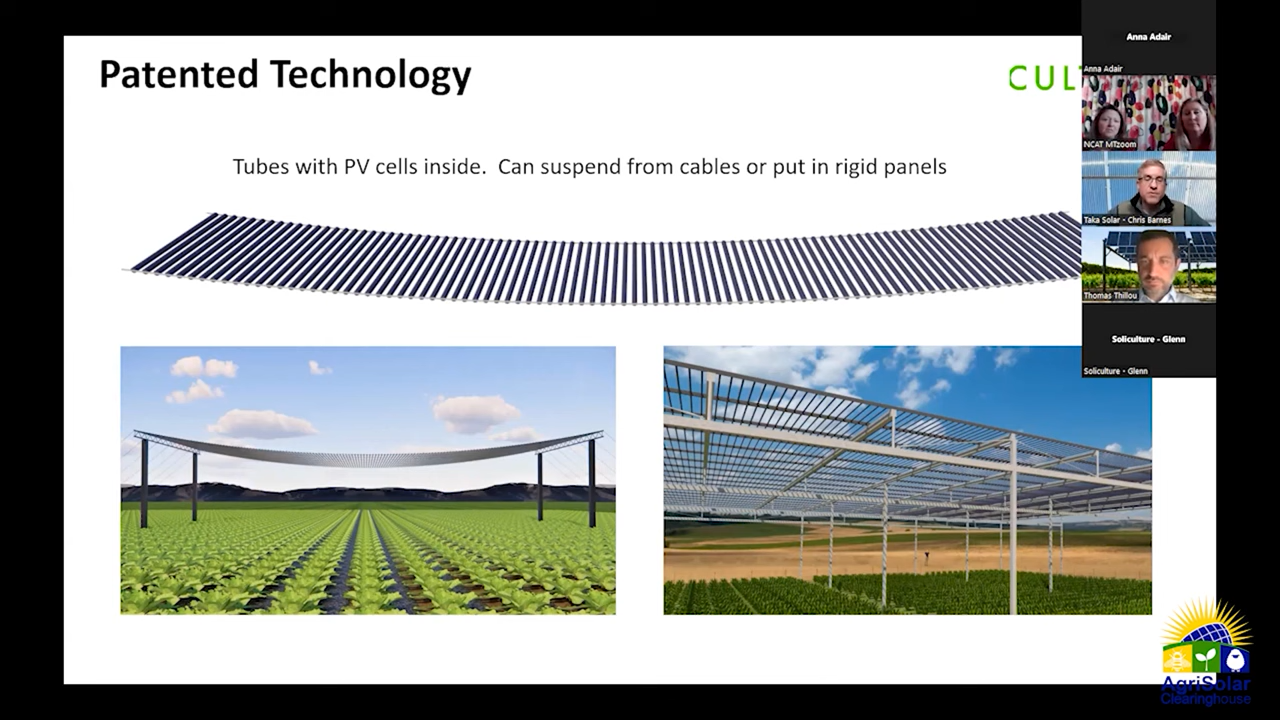 Patented Technology
CUL
Tubes with PV cells inside. Can suspend from cables or put in rigid panels
Anna Adair
Anna Adair
NCAT MTzoom
Taka Solar - Chris Barnes
Thomas Thillou
Soliculture - Glenn
Soliculture - Glenn
AgriSolar
Clearinghouse